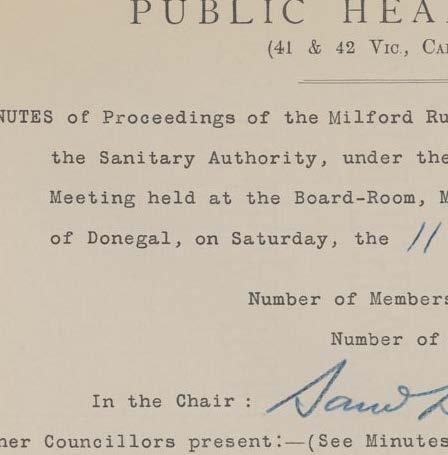 PUBLIC HEA
(41 & 42 Vic., Ca
NUTES of Proceedings of the Milford Ru
the Sanitary Authority, under the
Meeting held at the Board-Room, M
of Donegal, on Saturday, the 11
Number of Members
Number of
In the Chair :
her Councillors present:—(See Minutes